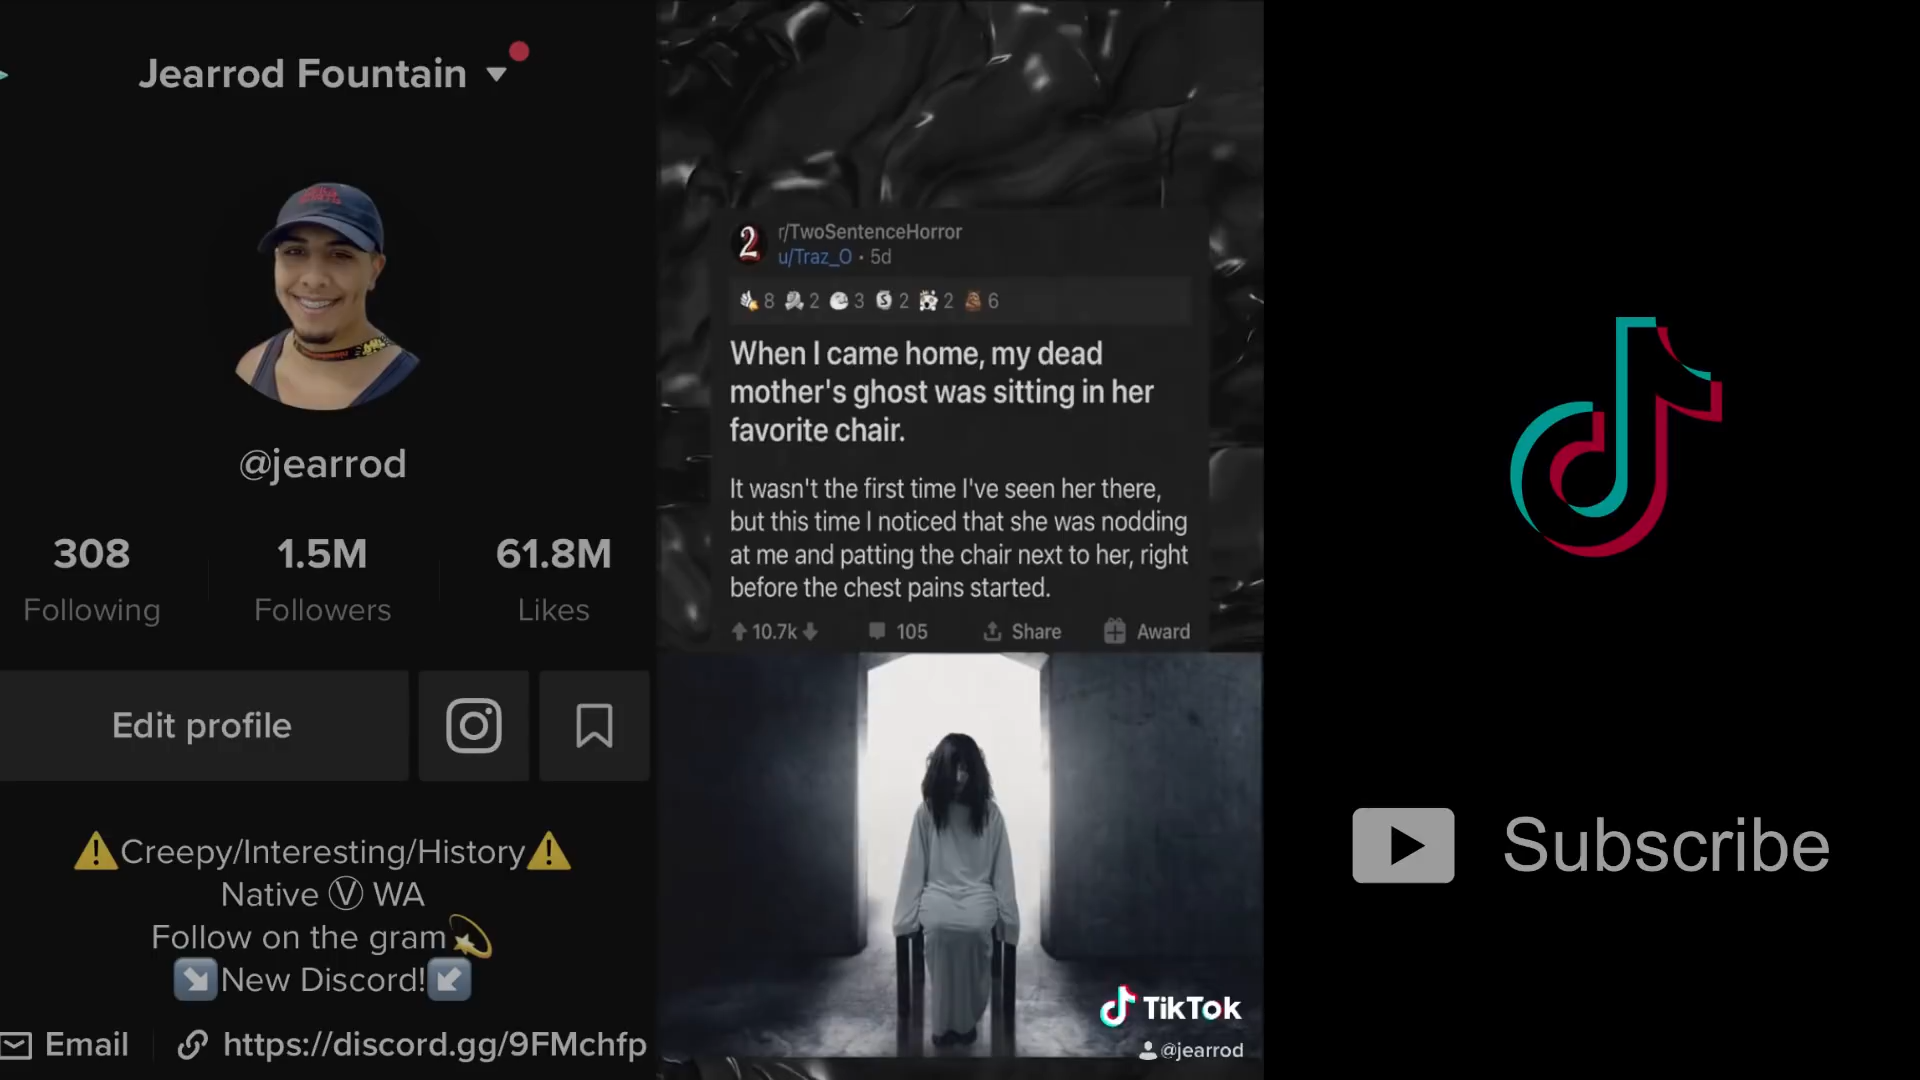 Jearrod Fountain
@jearrod
308
Following
1.5M
Followers
61.8M
Likes
Edit profile
⚠️Creepy/Interesting/History⚠️
Native Ⓥ WA
Follow on the gram💫
↘️New Discord!↙️
Email
https://discord.gg/9FMchfp
r/TwoSentenceHorror
u/Traz_O • 5d
8 2 3 2 2 6
When I came home, my dead
mother's ghost was sitting in her
favorite chair.
It wasn't the first time I've seen her there,
but this time I noticed that she was nodding
at me and patting the chair next to her, right
before the chest pains started.
10.7k 105 Share Award
TikTok
@jearrod
Subscribe